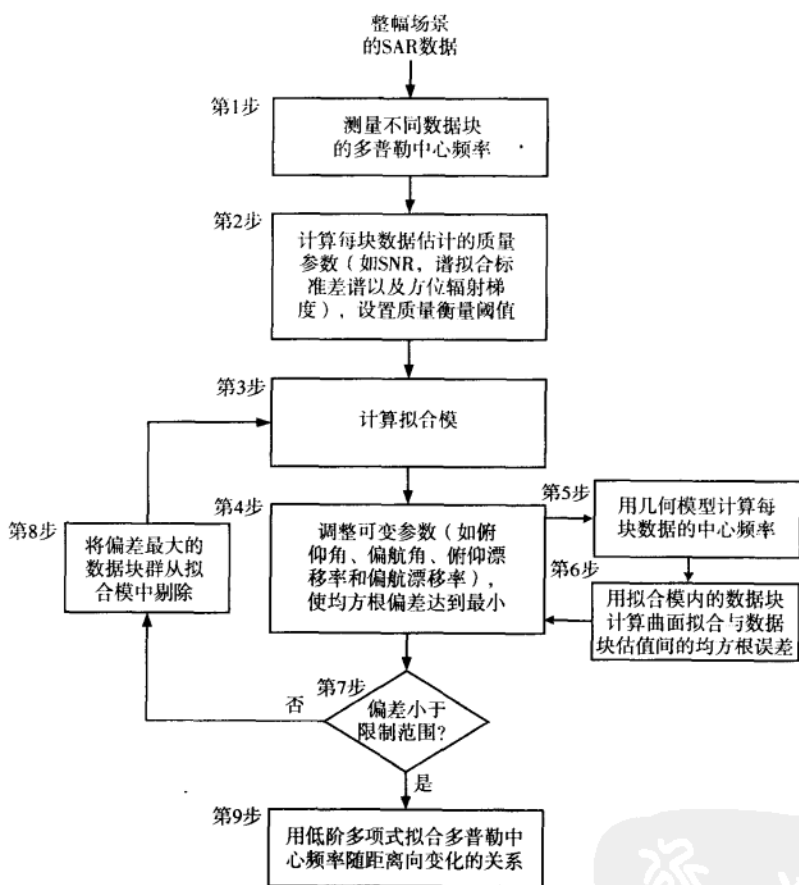 整幅场景
的SAR数据
第1步
测量不同数据块
的多普勒中心频率
第2步
计算每块数据估计的质量
参数（如SNR，谱拟合标
准差谱以及方位辐射梯
度），设置质量衡量阈值
第3步
计算拟合模
第4步
调整可变参数（如俯
仰角、偏航角、俯仰漂
移率和偏航漂移率），
使均方根偏差达到最小
第5步
用几何模型计算每
块数据的中心频率
第6步
用拟合模内的数据块
计算曲面拟合与数据
块估值间的均方根误差
第7步
偏差小于
限制范围？
否
第8步
将偏差最大的
数据块群从拟
合模中剔除
是
第9步
用低阶多项式拟合多普勒中
心频率随距离向变化的关系